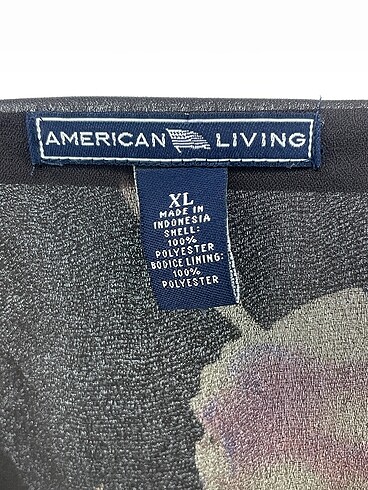 AMERICAN LIVING
XL
MADE IN
INDONESIA
SHELL:
100%
POLYESTER
BODICE LINING:
100%
POLYESTER